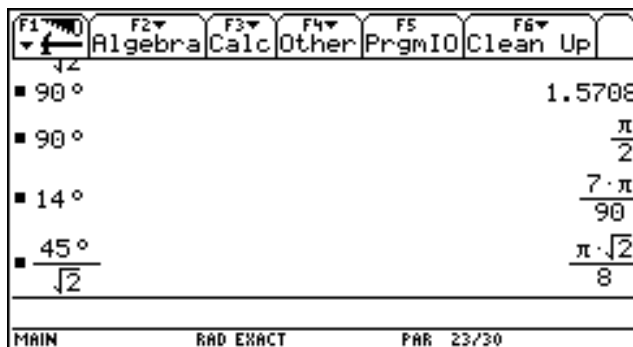 F1 F2 Algebra F3 Calc F4 Other F5 PrgmIO F6 Clean Up
√2
90° 1.5708
90° π/2
14° 7·π/90
45°/√2 π·√2/8
MAIN RAD EXACT PAR 23/30